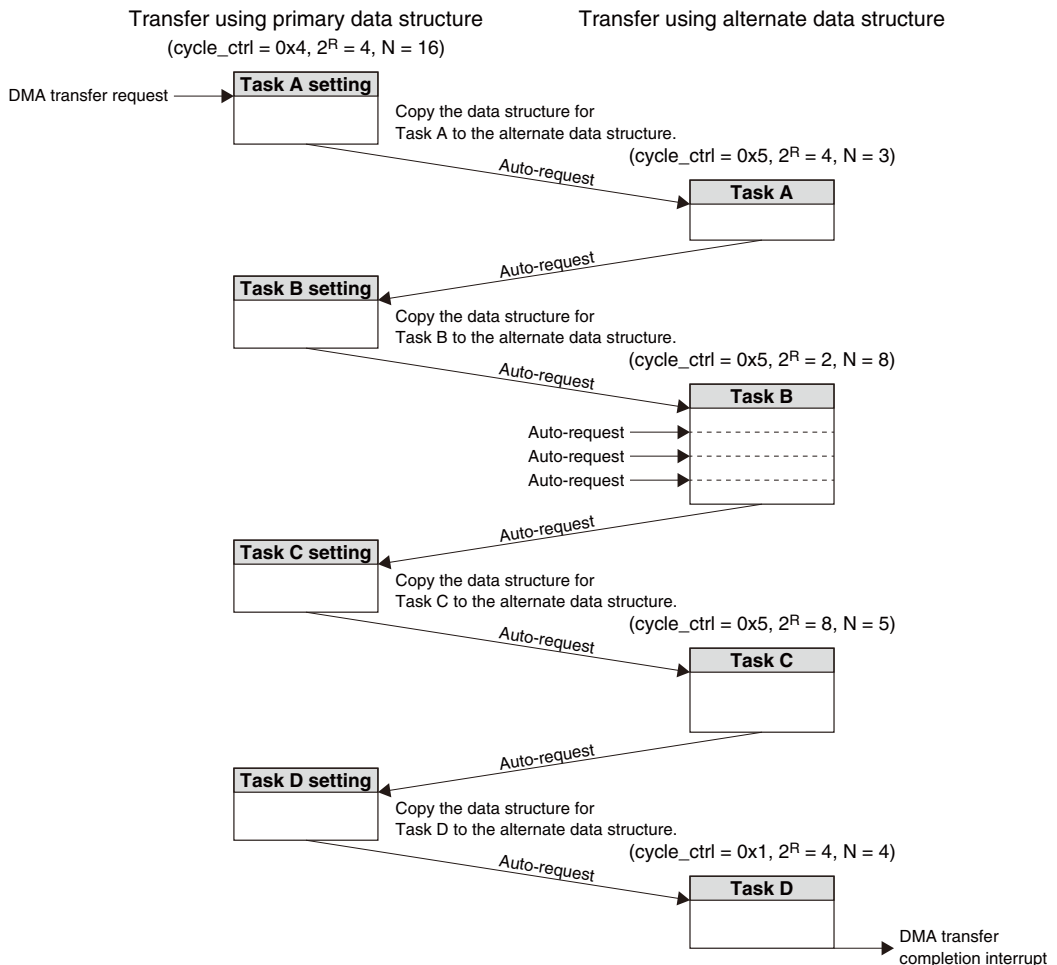 Transfer using primary data structure
(cycle_ctrl = 0x4, 2ᴿ = 4, N = 16)
Transfer using alternate data structure
Task A setting
DMA transfer request
Copy the data structure for
Task A to the alternate data structure.
(cycle_ctrl = 0x5, 2ᴿ = 4, N = 3)
Auto-request
Task A
Auto-request
Task B setting
Copy the data structure for
Task B to the alternate data structure.
(cycle_ctrl = 0x5, 2ᴿ = 2, N = 8)
Auto-request
Task B
Auto-request
Auto-request
Auto-request
Auto-request
Task C setting
Copy the data structure for
Task C to the alternate data structure.
(cycle_ctrl = 0x5, 2ᴿ = 8, N = 5)
Auto-request
Task C
Auto-request
Task D setting
Copy the data structure for
Task D to the alternate data structure.
(cycle_ctrl = 0x1, 2ᴿ = 4, N = 4)
Auto-request
Task D
DMA transfer
completion interrupt